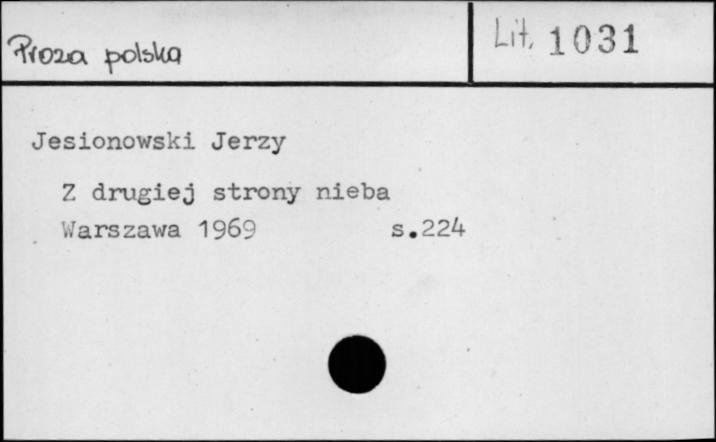 Proza polska
Lit. 1031
Jesionowski Jerzy
Z drugiej strony nieba
Warszawa 1969 s.224